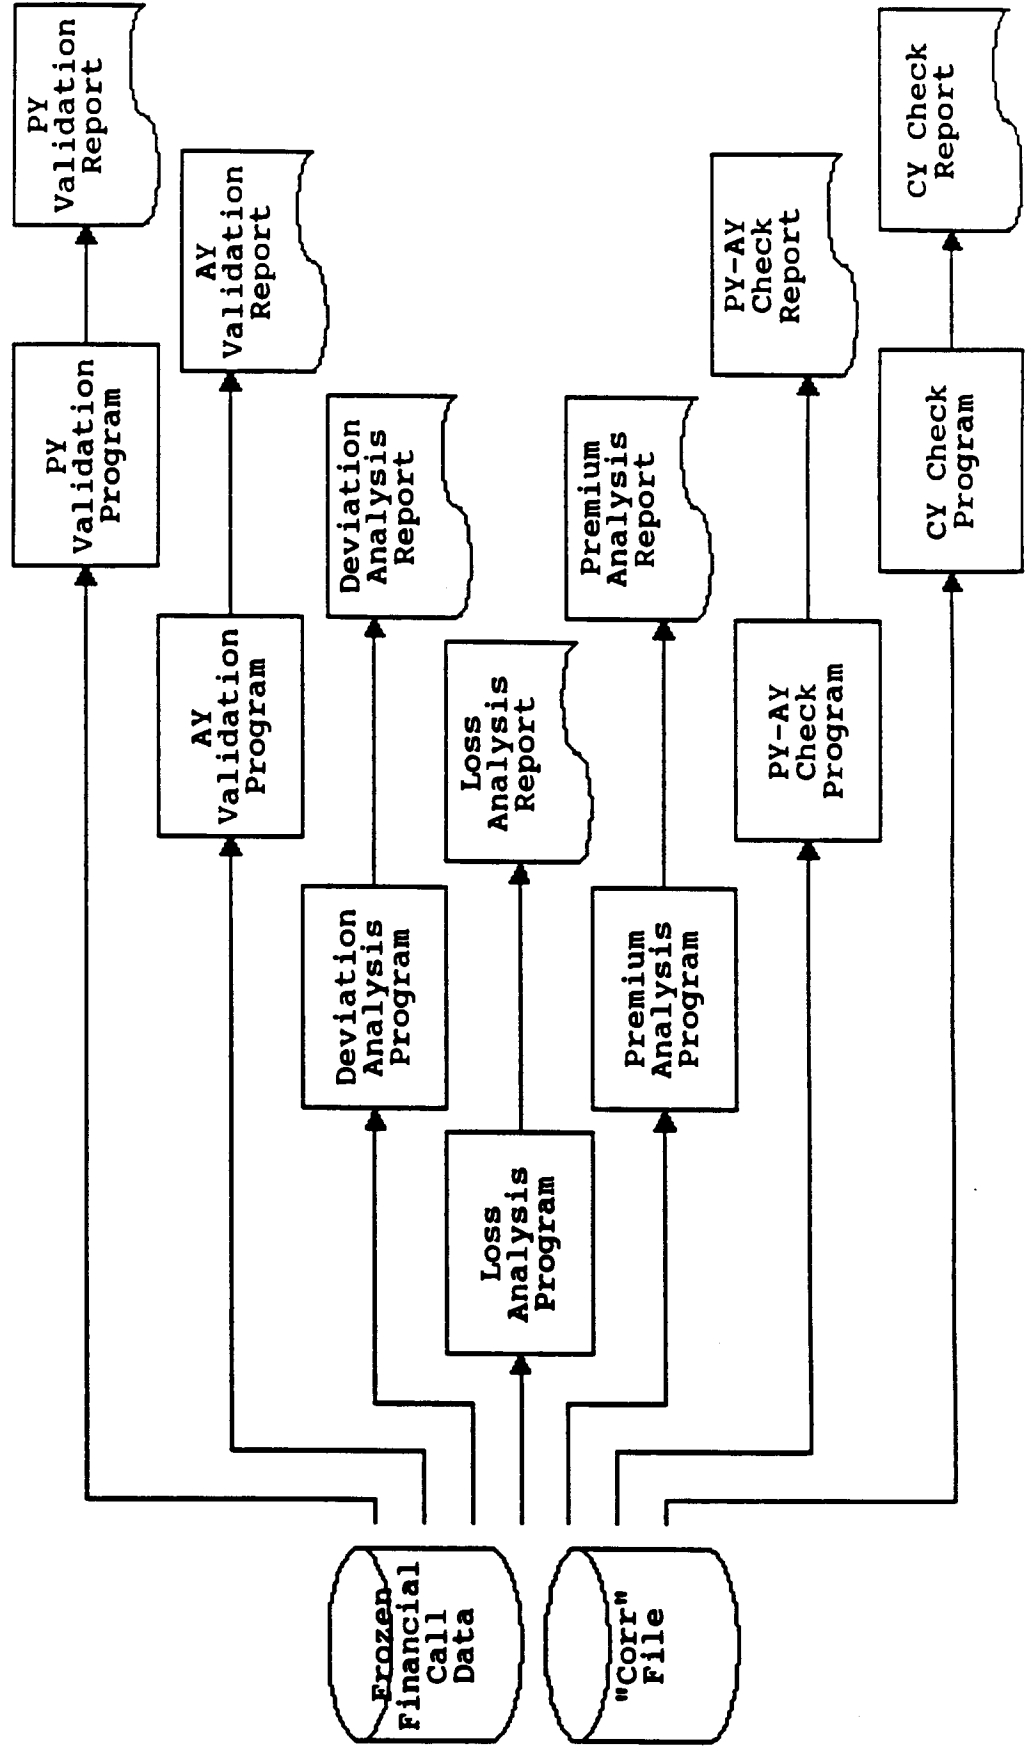 Frozen
Financial
Call
Data
"Corr"
File
PY
Validation
Program
PY
Validation
Report
AY
Validation
Program
AY
Validation
Report
Deviation
Analysis
Program
Deviation
Analysis
Report
Loss
Analysis
Program
Loss
Analysis
Report
Premium
Analysis
Program
Premium
Analysis
Report
PY-AY
Check
Program
PY-AY
Check
Report
CY Check
Program
CY Check
Report